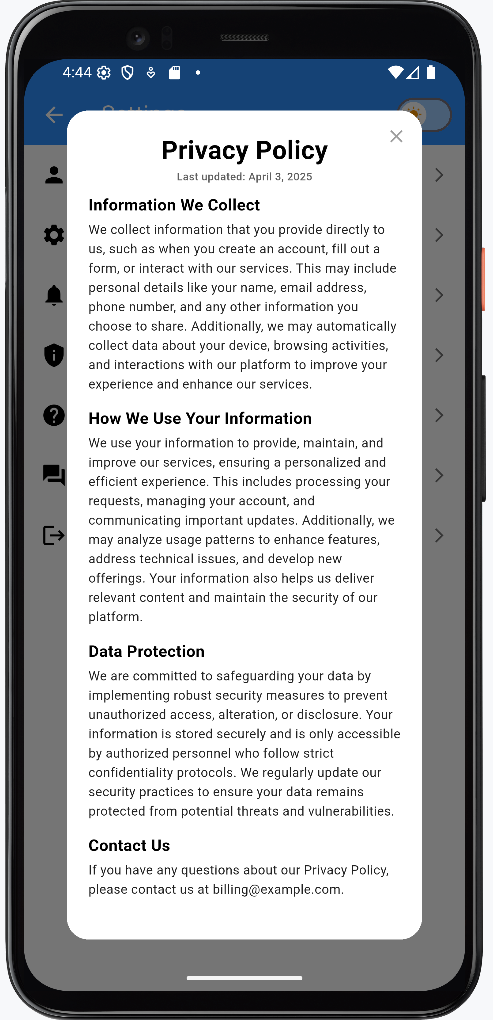 4:44
Settings
Privacy Policy
Last updated: April 3, 2025
Information We Collect
We collect information that you provide directly to
us, such as when you create an account, fill out a
form, or interact with our services. This may include
personal details like your name, email address,
phone number, and any other information you
choose to share. Additionally, we may automatically
collect data about your device, browsing activities,
and interactions with our platform to improve your
experience and enhance our services.
How We Use Your Information
We use your information to provide, maintain, and
improve our services, ensuring a personalized and
efficient experience. This includes processing your
requests, managing your account, and
communicating important updates. Additionally, we
may analyze usage patterns to enhance features,
address technical issues, and develop new
offerings. Your information also helps us deliver
relevant content and maintain the security of our
platform.
Data Protection
We are committed to safeguarding your data by
implementing robust security measures to prevent
unauthorized access, alteration, or disclosure. Your
information is stored securely and is only accessible
by authorized personnel who follow strict
confidentiality protocols. We regularly update our
security practices to ensure your data remains
protected from potential threats and vulnerabilities.
Contact Us
If you have any questions about our Privacy Policy,
please contact us at billing@example.com.